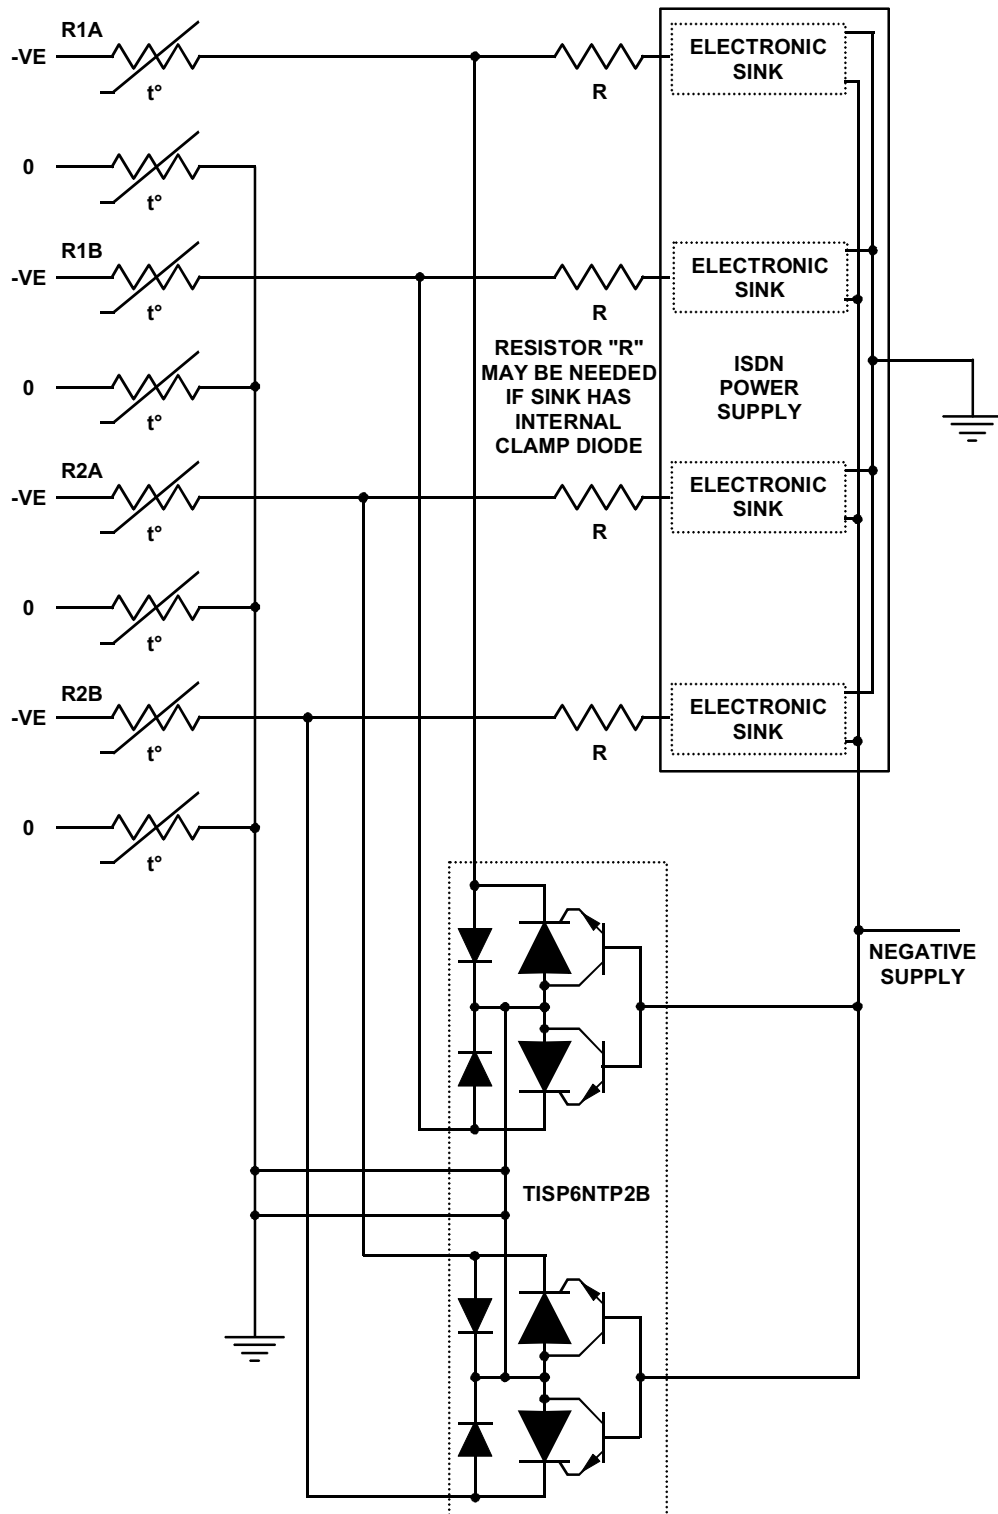 R1A
-VE
t°
R
ELECTRONIC
SINK
0
t°
R1B
-VE
t°
R
ELECTRONIC
SINK
RESISTOR "R"
MAY BE NEEDED
IF SINK HAS
INTERNAL
CLAMP DIODE
ISDN
POWER
SUPPLY
0
t°
R2A
-VE
t°
R
ELECTRONIC
SINK
0
t°
R2B
-VE
t°
R
ELECTRONIC
SINK
0
t°
NEGATIVE
SUPPLY
TISP6NTP2B